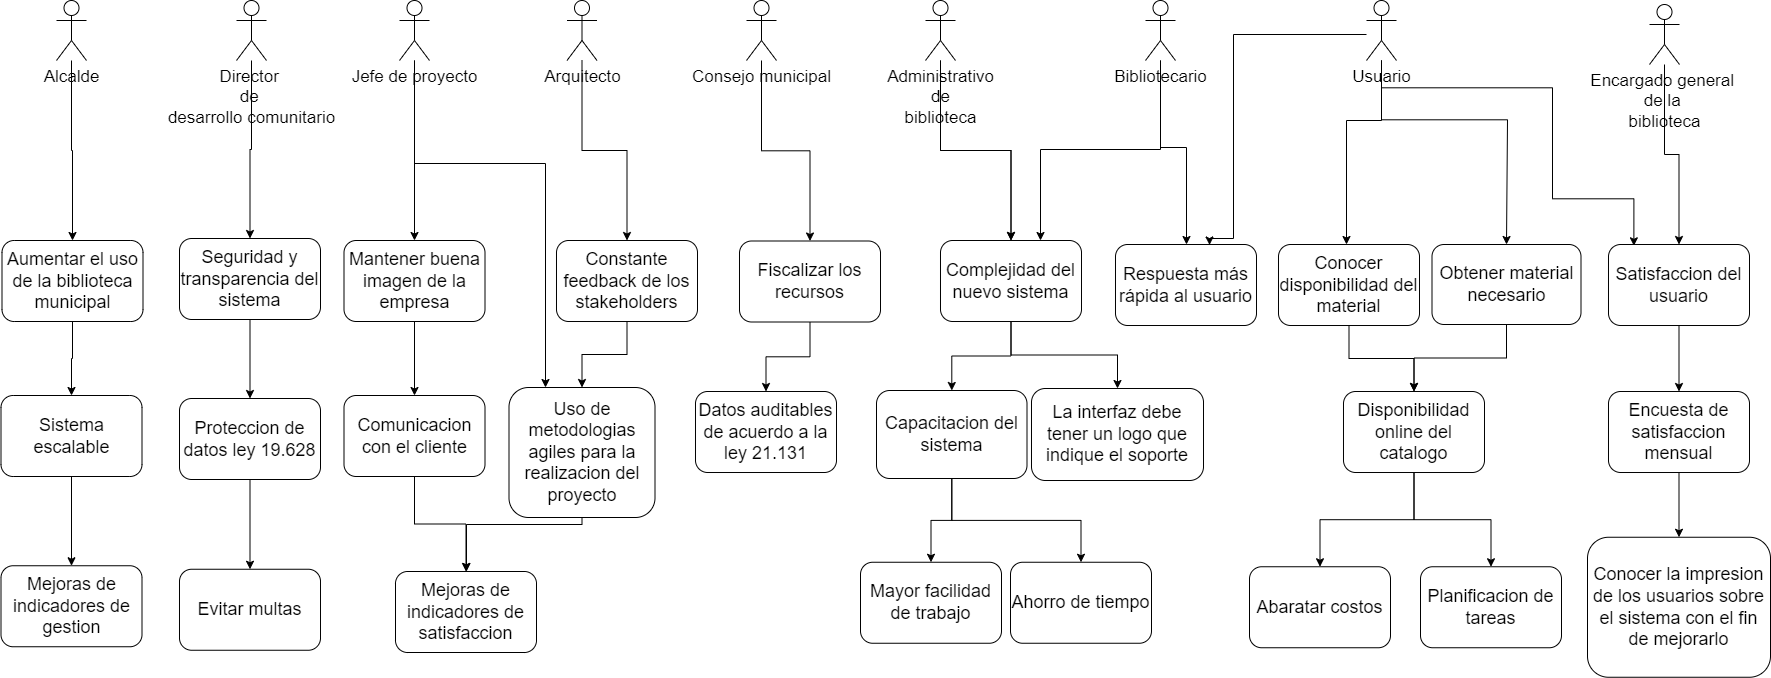 Alcalde
Director
de
desarrollo comunitario
Jefe de proyecto
Arquitecto
Consejo municipal
Administrativo
de
biblioteca
Bibliotecario
Usuario
Encargado general
de la
biblioteca
Aumentar el uso
de la biblioteca
municipal
Seguridad y
transparencia del
sistema
Mantener buena
imagen de la
empresa
Constante
feedback de los
stakeholders
Fiscalizar los
recursos
Complejidad del
nuevo sistema
Respuesta más
rápida al usuario
Conocer
disponibilidad del
material
Obtener material
necesario
Satisfaccion del
usuario
Sistema
escalable
Proteccion de
datos ley 19.628
Comunicacion
con el cliente
Uso de
metodologias
agiles para la
realizacion del
proyecto
Datos auditables
de acuerdo a la
ley 21.131
Capacitacion del
sistema
La interfaz debe
tener un logo que
indique el soporte
Disponibilidad
online del
catalogo
Encuesta de
satisfaccion
mensual
Mejoras de
indicadores de
gestion
Evitar multas
Mejoras de
indicadores de
satisfaccion
Mayor facilidad
de trabajo
Ahorro de tiempo
Abaratar costos
Planificacion de
tareas
Conocer la impresion
de los usuarios sobre
el sistema con el fin
de mejorarlo